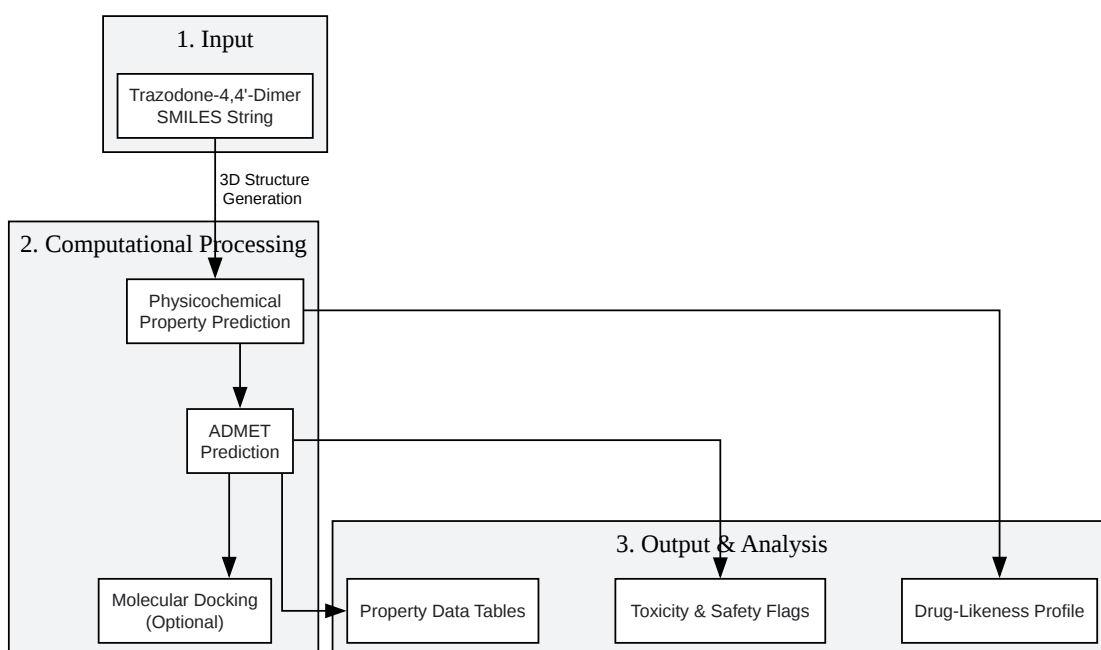 1. Input
Trazodone-4,4'-Dimer
SMILES String
3D Structure
Generation
2. Computational Processing
Physicochemical
Property Prediction
ADMET
Prediction
3. Output & Analysis
Molecular Docking
(Optional)
Property Data Tables
Toxicity & Safety Flags
Drug-Likeness Profile